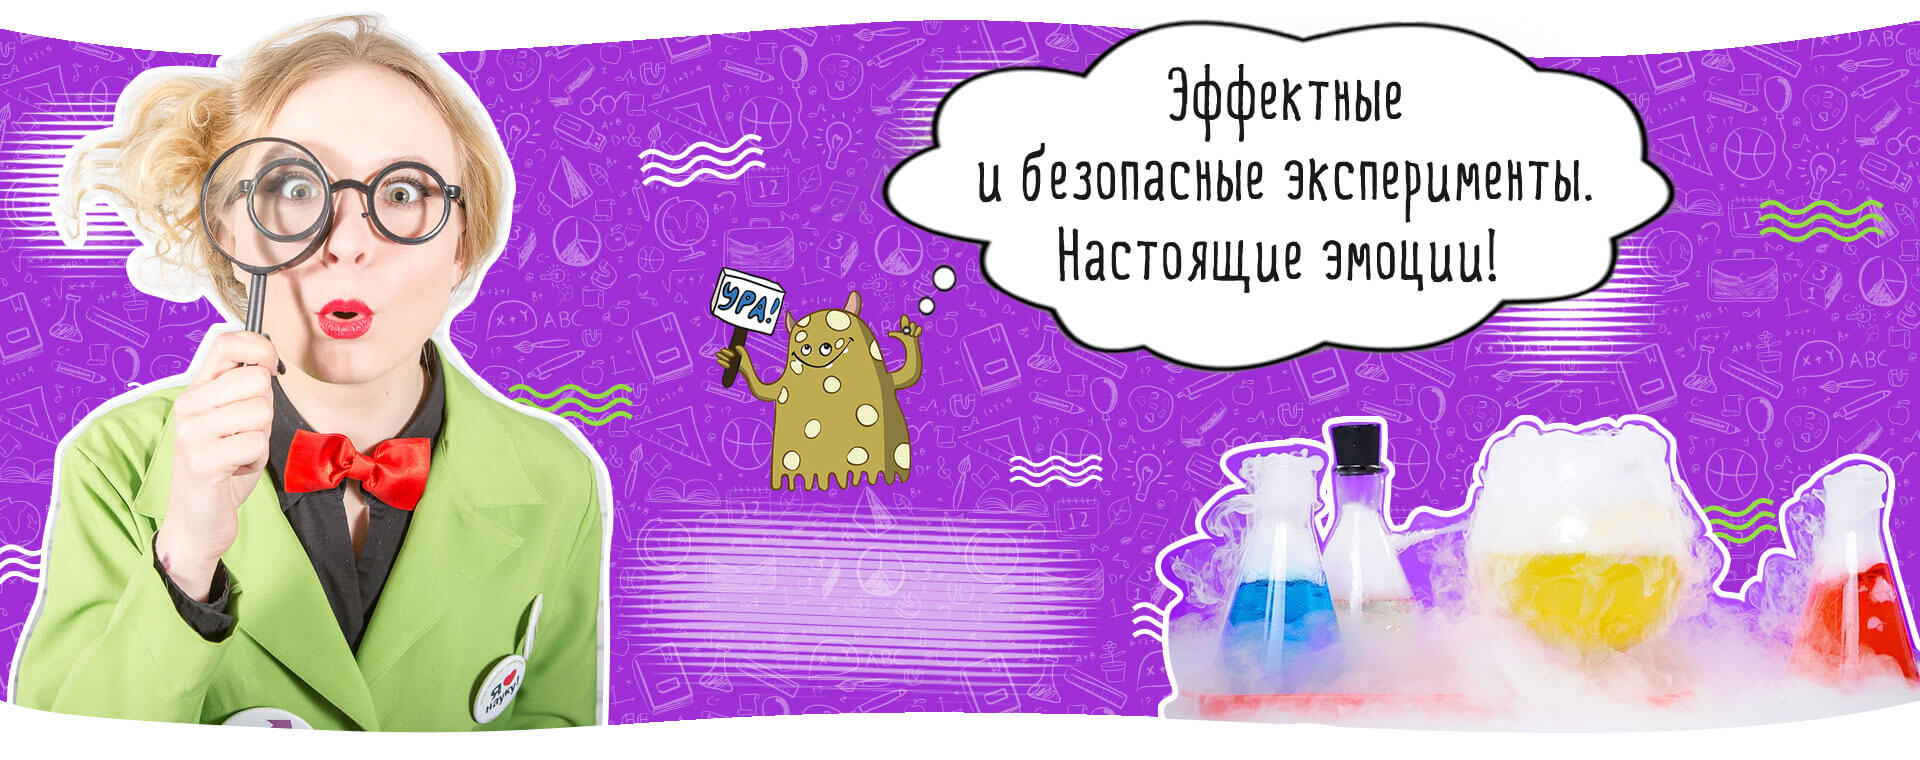 Эффектные
и безопасные эксперименты.
Настоящие эмоции!
УРА!
Я
науку!